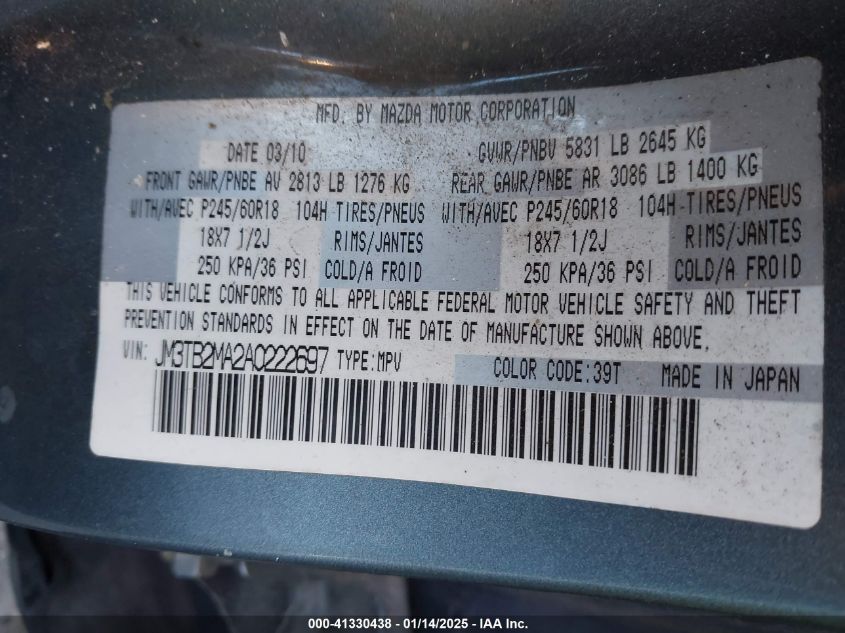 MFD. BY MAZDA MOTOR CORPORATION
DATE 03/10 GVWR/PNBV 5831 LB 2645 KG
FRONT GAWR/PNBE AV 2813 LB 1276 KG REAR GAWR/PNBE AR 3086 LB 1400 KG
WITH/AVEC P245/60R18 104H TIRES/PNEUS WITH/AVEC P245/60R18 104H TIRES/PNEUS
18X7 1/2J RIMS/JANTES 18X7 1/2J RIMS/JANTES
250 KPA/36 PSI COLD/A FROID 250 KPA/36 PSI COLD/A FROID
THIS VEHICLE CONFORMS TO ALL APPLICABLE FEDERAL MOTOR VEHICLE SAFETY AND THEFT
PREVENTION STANDARDS IN EFFECT ON THE DATE OF MANUFACTURE SHOWN ABOVE.
VIN: JM3TB2MA2A0222697 TYPE:MPV COLOR CODE:39T MADE IN JAPAN
000-41330438 - 01/14/2025 - IAA Inc.